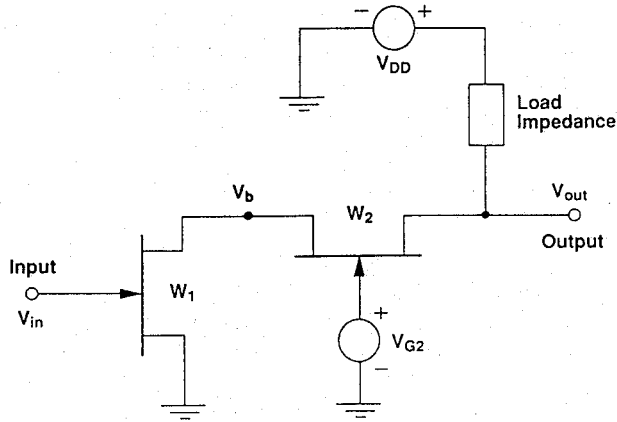 − +
V_DD
Load
Impedance
V_b
W_2
V_out
Output
Input
V_in
W_1
+
V_G2
−